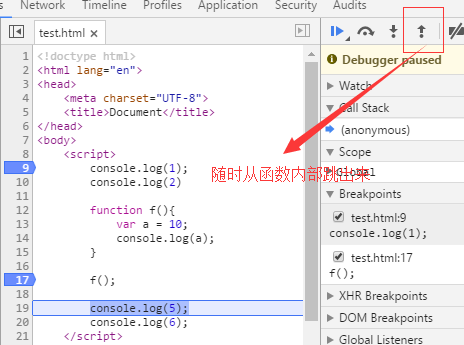 ts Network Timeline Profiles Application Security Audits
test.html ×
1 <!doctype html>
2 <html lang="en">
3 <head>
4 <meta charset="UTF-8">
5 <title>Document</title>
6 </head>
7 <body>
8 <script>
9 console.log(1);
10 console.log(2)
11
12 function f(){
13 var a = 10;
14 console.log(a);
15 }
16
17 f();
18
19 console.log(5);
20 console.log(6);
21 </script>
Debugger paused
Watch
Call Stack
(anonymous)
Scope
随时从函数内部跳出来
Global
Breakpoints
test.html:9
console.log(1);
test.html:17
f();
XHR Breakpoints
DOM Breakpoints
Global Listeners